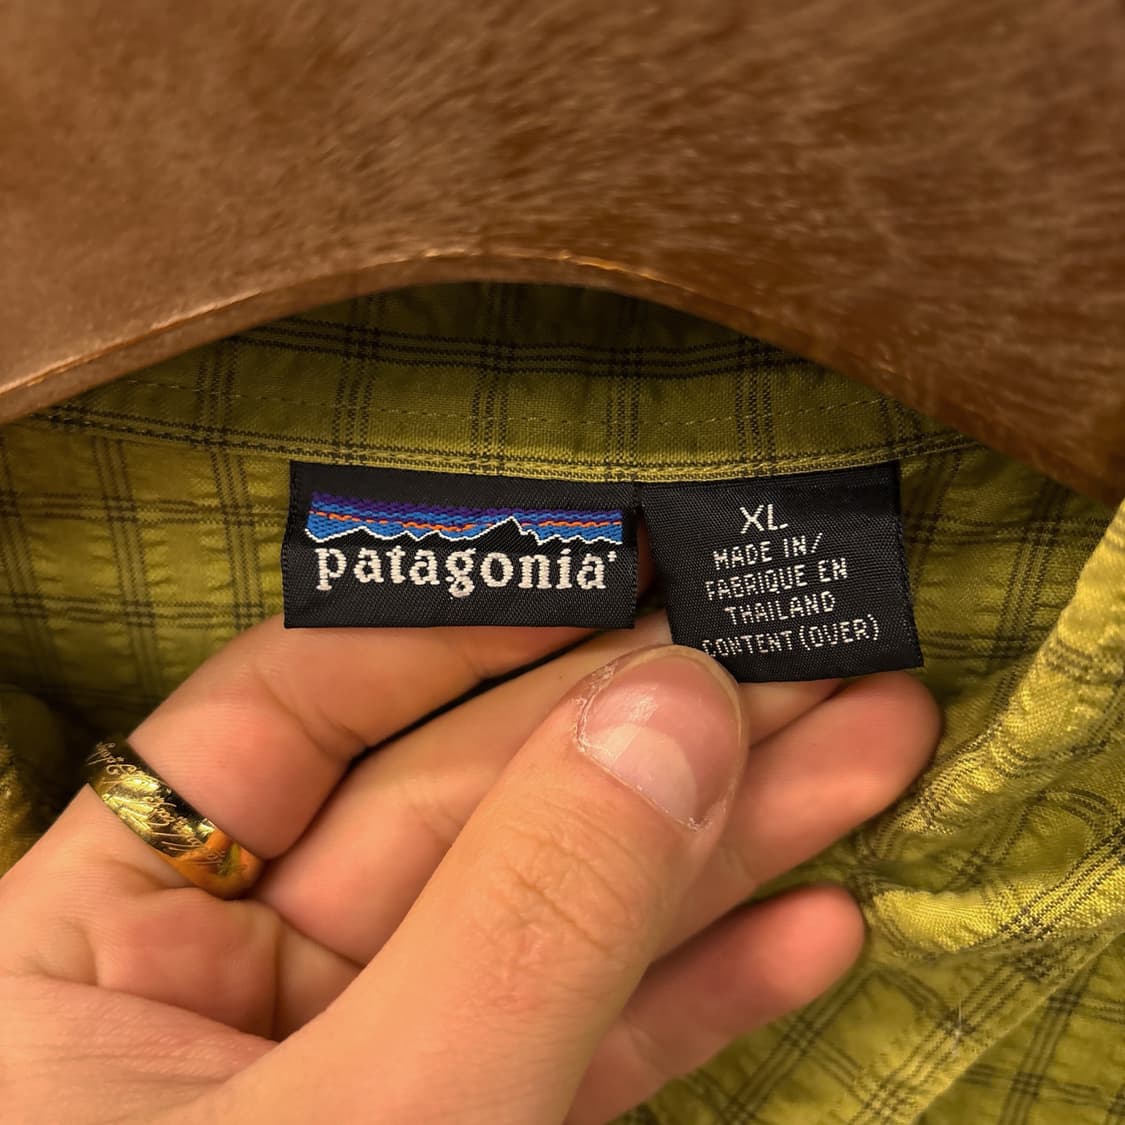 patagonia
XL
MADE IN/
FABRIQUE EN
THAILAND
CONTENT (OVER)